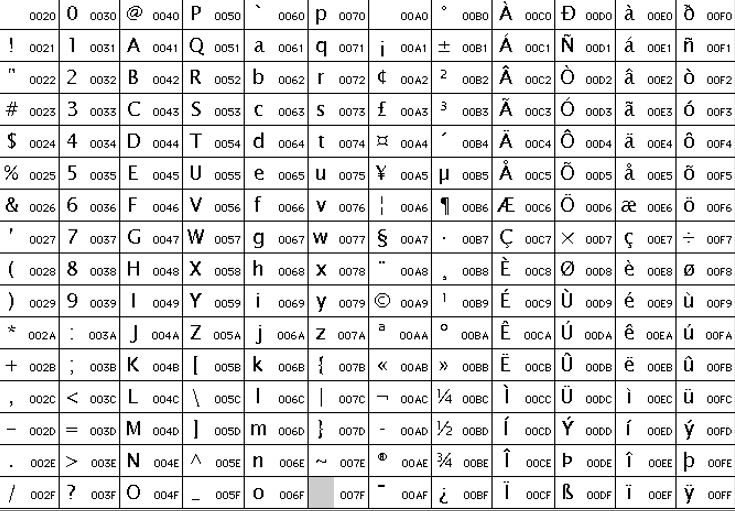 0020 0 0030 @ 0040 P 0050 ` 0060 p 0070 00A0 ° 00B0 À 00C0 Ð 00D0 à 00E0 ð 00F0
! 0021 1 0031 A 0041 Q 0051 a 0061 q 0071 ¡ 00A1 ± 00B1 Á 00C1 Ñ 00D1 á 00E1 ñ 00F1
" 0022 2 0032 B 0042 R 0052 b 0062 r 0072 ¢ 00A2 ² 00B2 Â 00C2 Ò 00D2 â 00E2 ò 00F2
# 0023 3 0033 C 0043 S 0053 c 0063 s 0073 £ 00A3 ³ 00B3 Ã 00C3 Ó 00D3 ã 00E3 ó 00F3
$ 0024 4 0034 D 0044 T 0054 d 0064 t 0074 ¤ 00A4 ´ 00B4 Ä 00C4 Ô 00D4 ä 00E4 ô 00F4
% 0025 5 0035 E 0045 U 0055 e 0065 u 0075 ¥ 00A5 µ 00B5 Å 00C5 Õ 00D5 å 00E5 õ 00F5
& 0026 6 0036 F 0046 V 0056 f 0066 v 0076 ¦ 00A6 ¶ 00B6 Æ 00C6 Ö 00D6 æ 00E6 ö 00F6
' 0027 7 0037 G 0047 W 0057 g 0067 w 0077 § 00A7 · 00B7 Ç 00C7 × 00D7 ç 00E7 ÷ 00F7
( 0028 8 0038 H 0048 X 0058 h 0068 x 0078 ¨ 00A8 ¸ 00B8 È 00C8 Ø 00D8 è 00E8 ø 00F8
) 0029 9 0039 I 0049 Y 0059 i 0069 y 0079 © 00A9 ¹ 00B9 É 00C9 Ù 00D9 é 00E9 ù 00F9
* 002A : 003A J 004A Z 005A j 006A z 007A ª 00AA º 00BA Ê 00CA Ú 00DA ê 00EA ú 00FA
+ 002B ; 003B K 004B [ 005B k 006B { 007B « 00AB » 00BB Ë 00CB Û 00DB ë 00EB û 00FB
, 002C < 003C L 004C \ 005C l 006C | 007C ¬ 00AC ¼ 00BC Ì 00CC Ü 00DC ì 00EC ü 00FC
- 002D = 003D M 004D ] 005D m 006D } 007D - 00AD ½ 00BD Í 00CD Ý 00DD í 00ED ý 00FD
. 002E > 003E N 004E ^ 005E n 006E ~ 007E ® 00AE ¾ 00BE Î 00CE Þ 00DE î 00EE þ 00FE
/ 002F ? 003F O 004F _ 005F o 006F 007F ¯ 00AF ¿ 00BF Ï 00CF ß 00DF ï 00EF ÿ 00FF